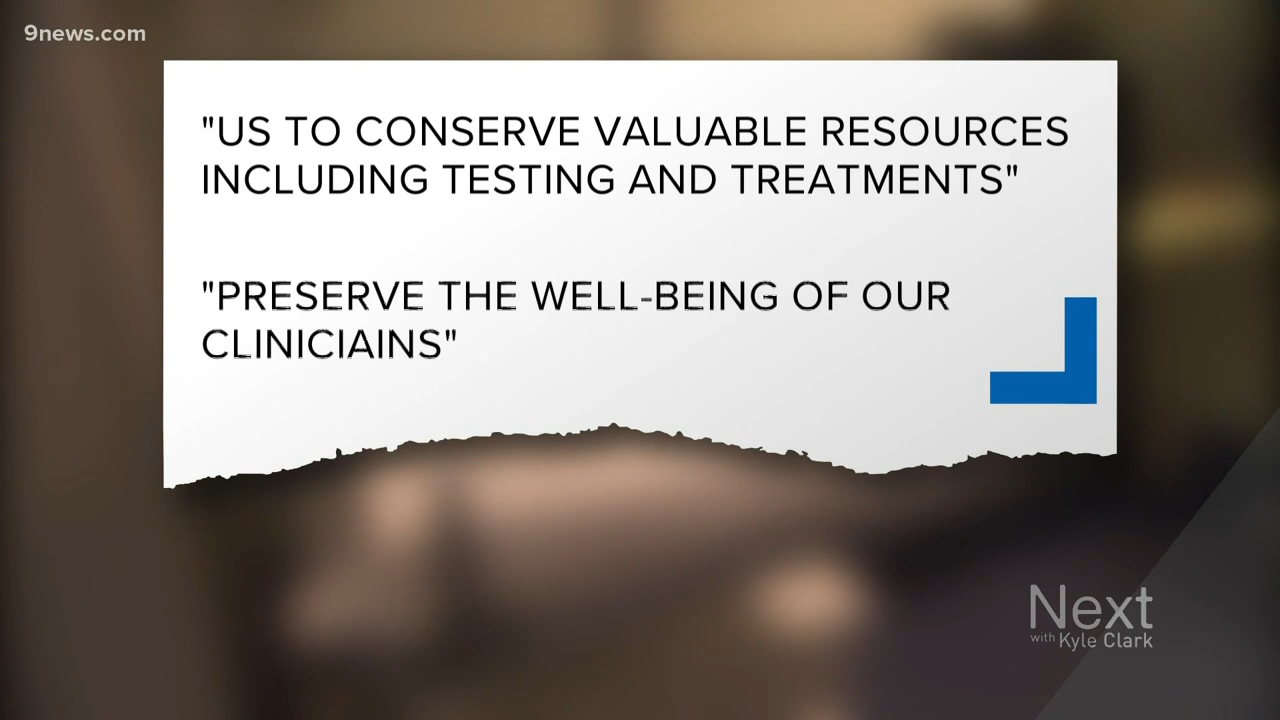 9news.com
"US TO CONSERVE VALUABLE RESOURCES
INCLUDING TESTING AND TREATMENTS"
"PRESERVE THE WELL-BEING OF OUR
CLINICIAINS"
Next
with Kyle Clark